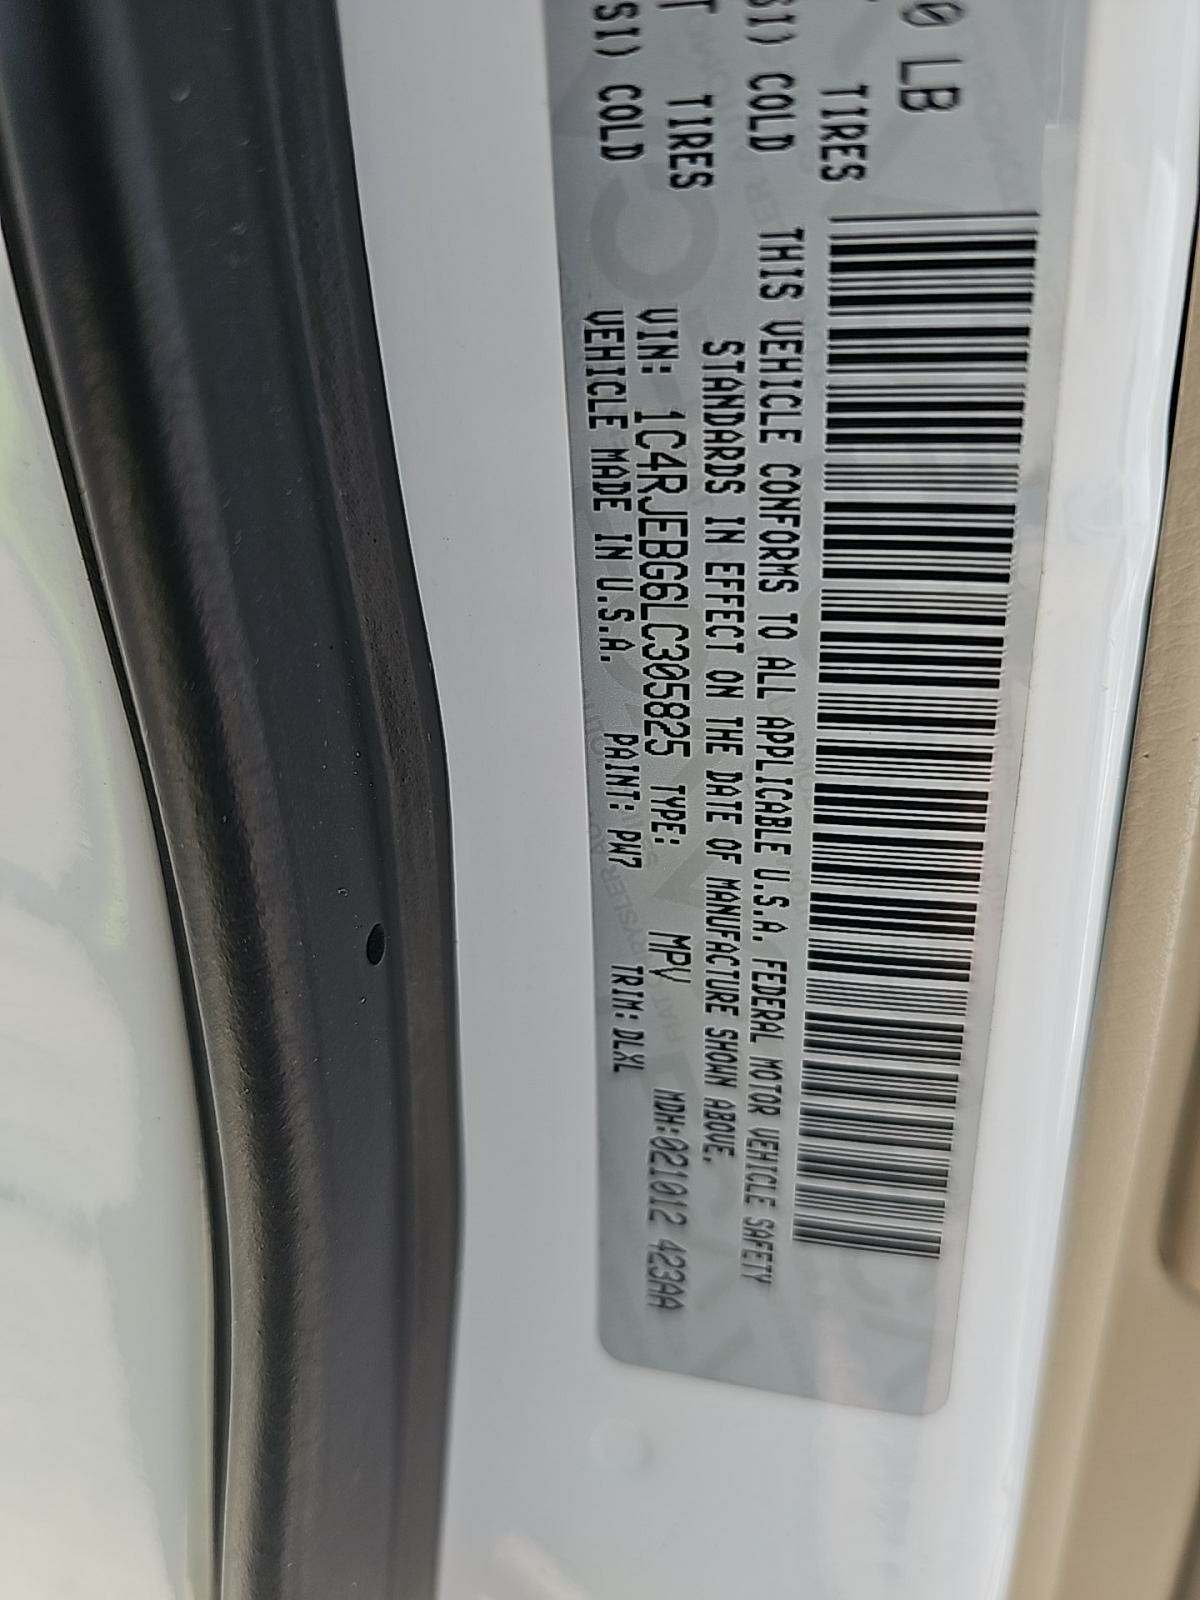 0 LB
TIRES
SI) COLD
T TIRES
SI) COLD
THIS VEHICLE CONFORMS TO ALL APPLICABLE U.S.A. FEDERAL MOTOR VEHICLE SAFETY
STANDARDS IN EFFECT ON THE DATE OF MANUFACTURE SHOWN ABOVE.
VIN: 1C4RJEBG6LC305825 TYPE: MPV MDH:021012 423AA
VEHICLE MADE IN U.S.A. PAINT: PW7 TRIM: DLXL